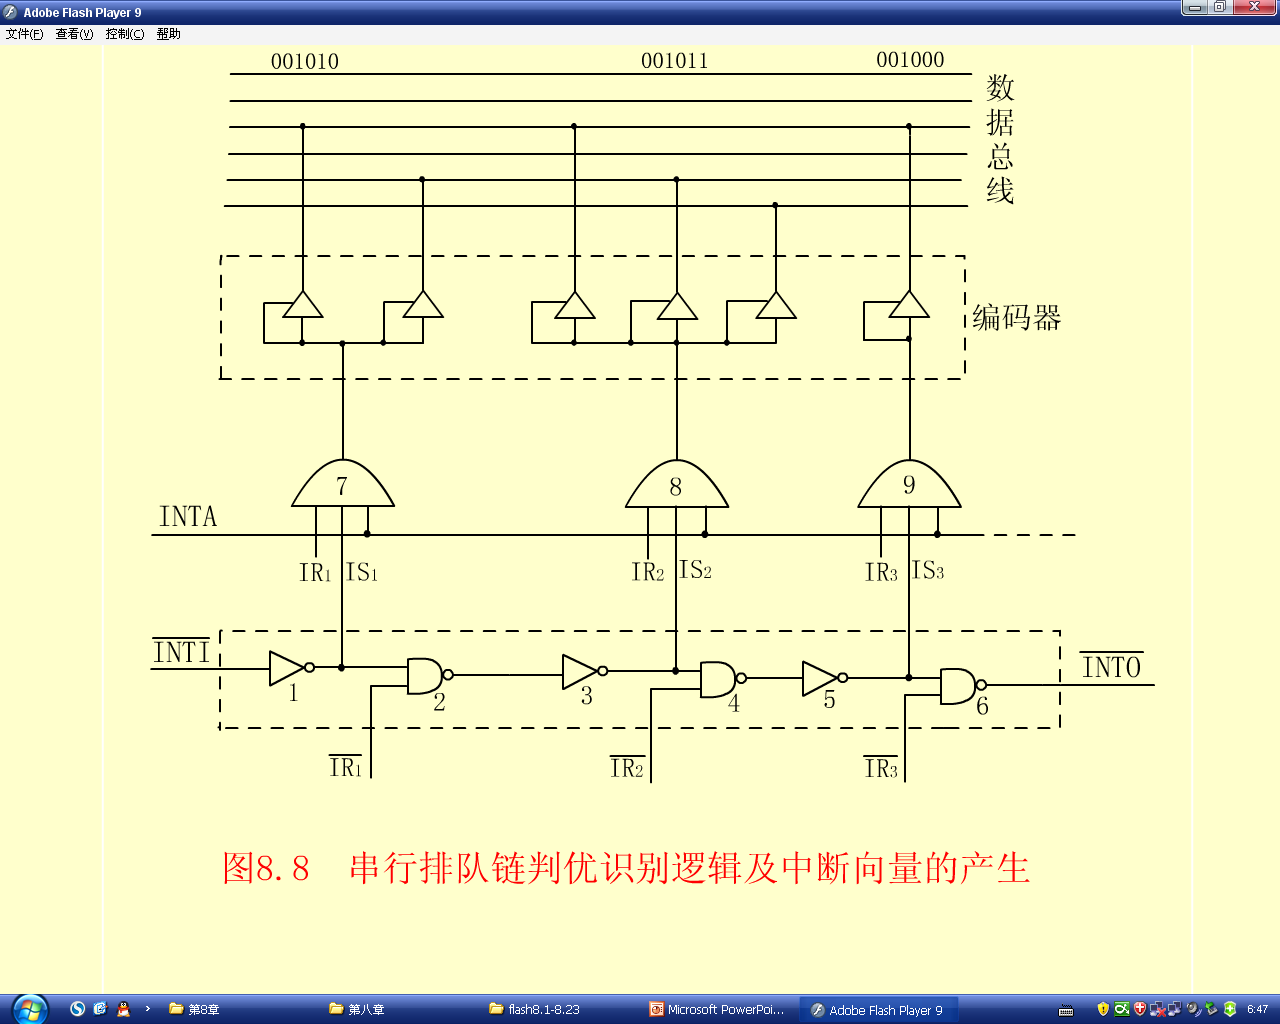 Adobe Flash Player 9
文件(F) 查看(V) 控制(C) 帮助
001010 001011 001000
数据总线
编码器
7 8 9
INTA
IR1 IS1 IR2 IS2 IR3 IS3
INTI INTO
1 2 3 4 5 6
IR1 IR2 IR3
图8.8 串行排队链判优识别逻辑及中断向量的产生
第8章 第八章 flash8.1-8.23 Microsoft PowerPoi... Adobe Flash Player 9 6:47